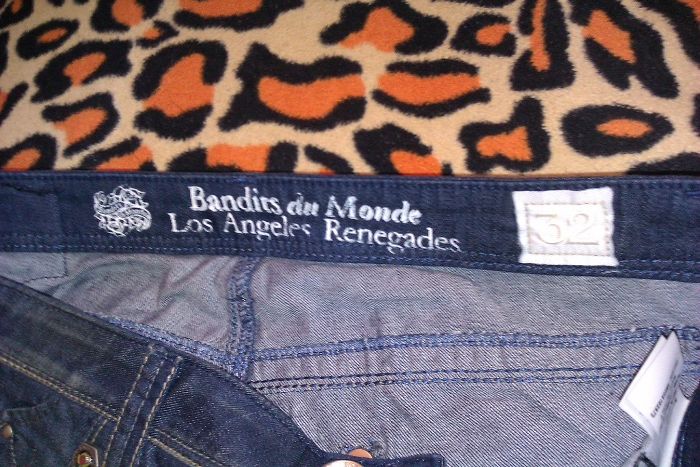 Bandits du Monde
Los Angeles Renegades
32